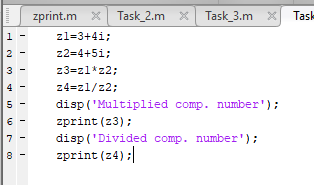 zprint.m Task_2.m Task_3.m Task
1 - z1=3+4i;
2 - z2=4+5i;
3 - z3=z1*z2;
4 - z4=z1/z2;
5 - disp('Multiplied comp. number');
6 - zprint(z3);
7 - disp('Divided comp. number');
8 - zprint(z4);